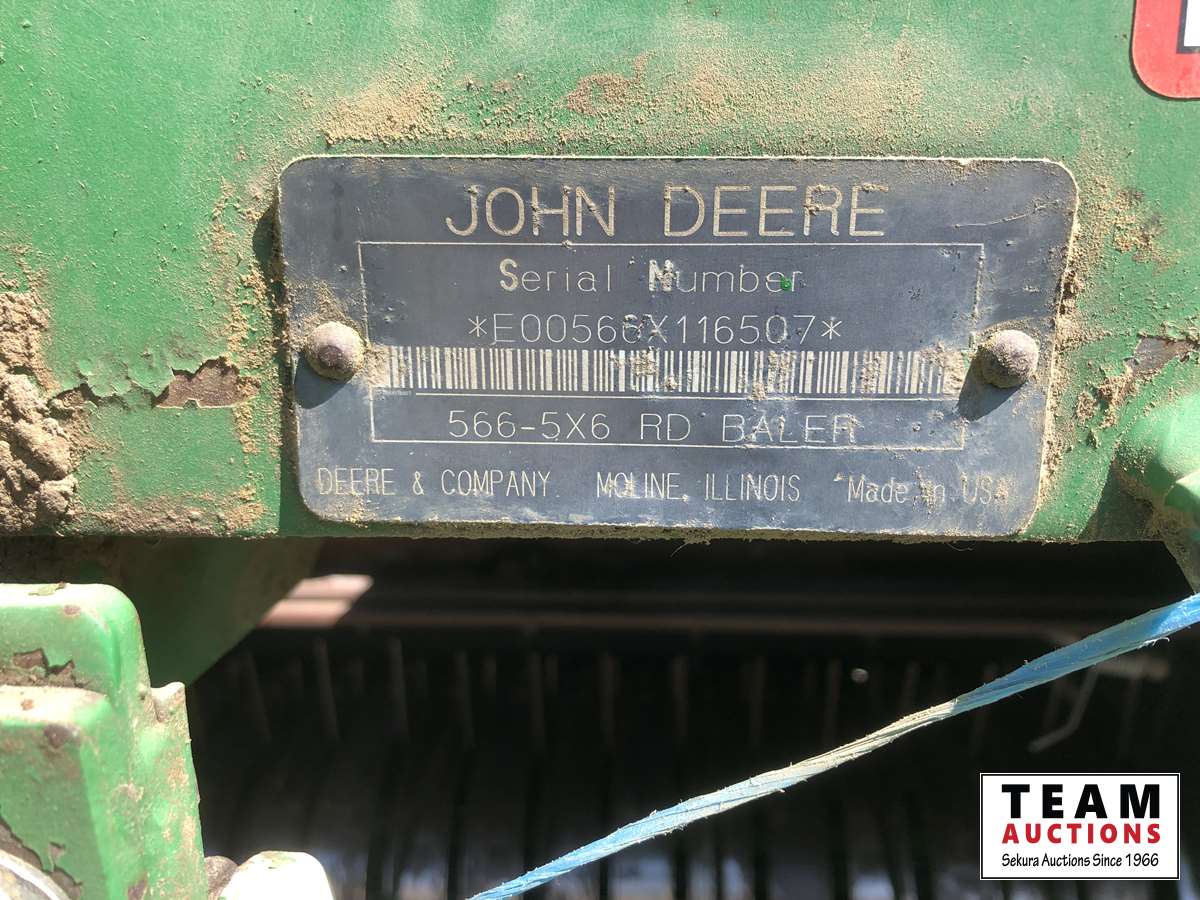 JOHN DEERE
Serial Number
*E00566X116507*
566-5X6 RD BALER
DEERE & COMPANY. MOLINE, ILLINOIS Made in USA
TEAM
AUCTIONS
Sekura Auctions Since 1966